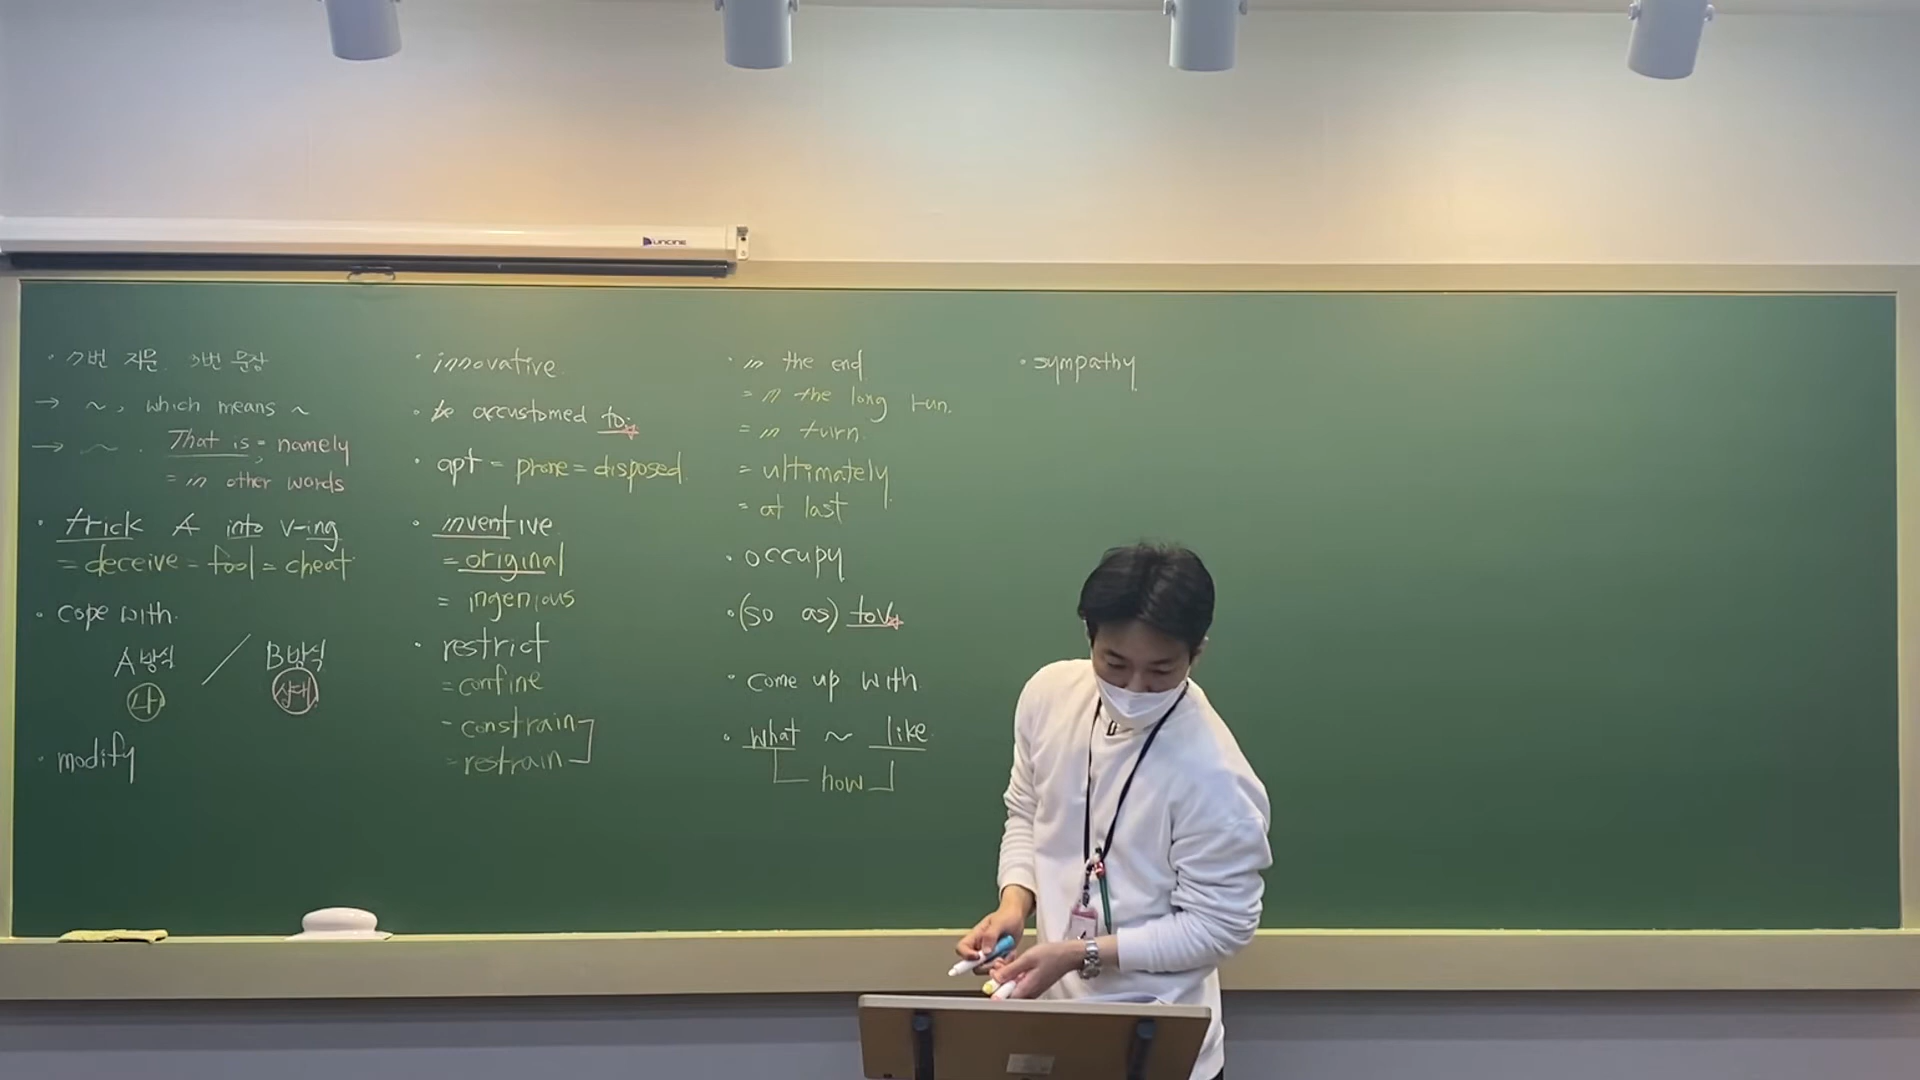 UNCINE
· 7번 지문. 3번 문장
→ ~, which means ~
→ ~. That is ; = namely
= in other words
· trick A into v-ing
= deceive = fool = cheat
· cope with.
A방식 / B방식
나 상대
· modify
· innovative.
· be accustomed to.
· apt = prone = disposed.
· inventive
= original
= ingenious
· restrict
= confine
- constrain
= restrain
· in the end
= in the long run.
= in turn.
= ultimately
= at last
· occupy
· (so as) to V
· come up with.
· what ~ like
how
· sympathy